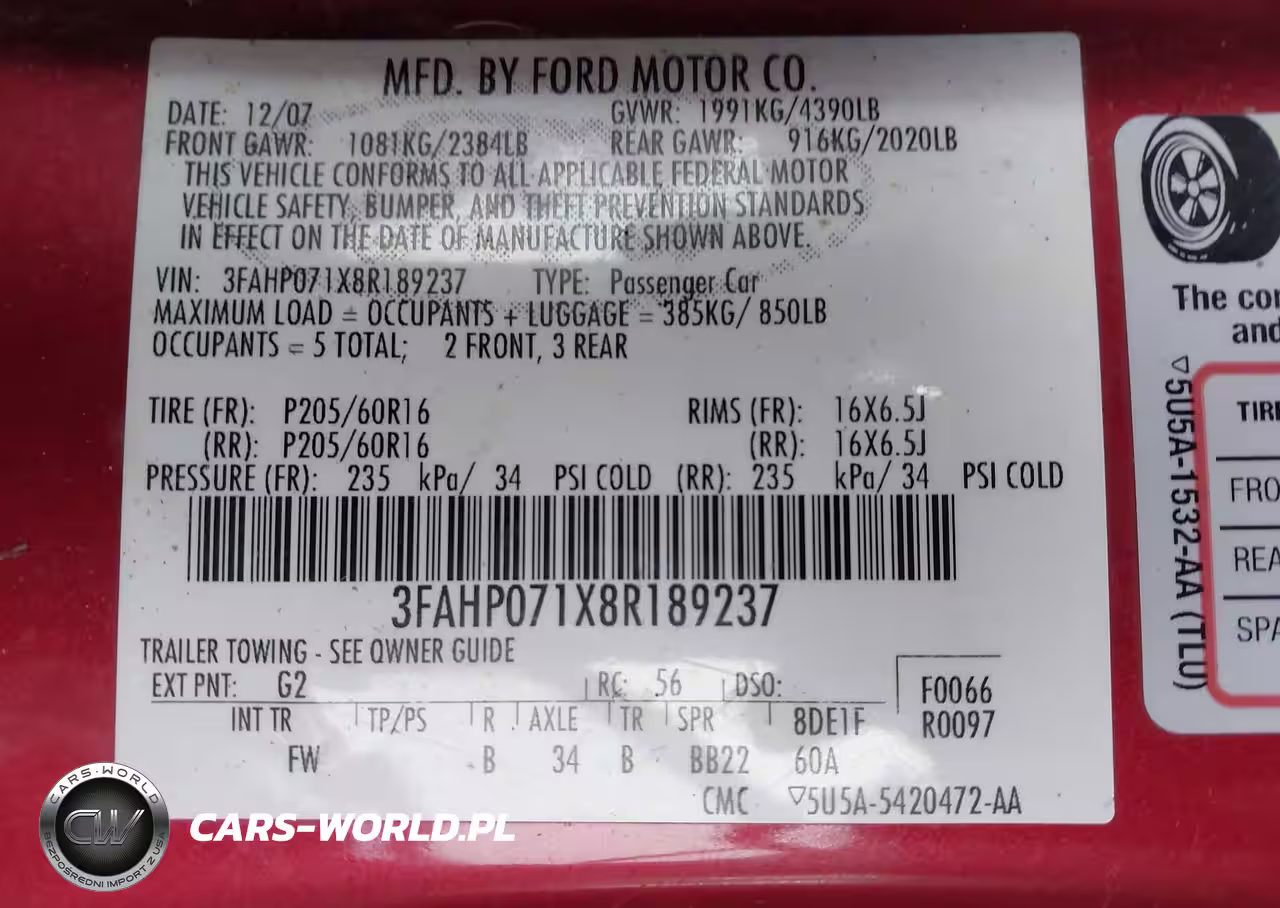 MFD. BY FORD MOTOR CO.
DATE: 12/07 GVWR: 1991KG/4390LB
FRONT GAWR: 1081KG/2384LB REAR GAWR: 916KG/2020LB
THIS VEHICLE CONFORMS TO ALL APPLICABLE FEDERAL MOTOR
VEHICLE SAFETY, BUMPER, AND THEFT PREVENTION STANDARDS
IN EFFECT ON THE DATE OF MANUFACTURE SHOWN ABOVE.
VIN: 3FAHP071X8R189237 TYPE: Passenger Car
MAXIMUM LOAD = OCCUPANTS + LUGGAGE = 385KG/ 850LB
OCCUPANTS = 5 TOTAL; 2 FRONT, 3 REAR
TIRE (FR): P205/60R16 RIMS (FR): 16X6.5J
(RR): P205/60R16 (RR): 16X6.5J
PRESSURE (FR): 235 kPa/ 34 PSI COLD (RR): 235 kPa/ 34 PSI COLD
3FAHP071X8R189237
TRAILER TOWING - SEE OWNER GUIDE
EXT PNT: G2 RC: 56 DSO: F0066
INT TR TP/PS R AXLE TR SPR 8DE1F R0097
FW B 34 B BB22 60A
CMC ▽5U5A-5420472-AA
The co
and
▽5U5A-1532-AA (TLU)
TIR
FRO
REA
SPA
CARS-WORLD
CW
BEZPOŚREDNI IMPORT Z USA
CARS-WORLD.PL